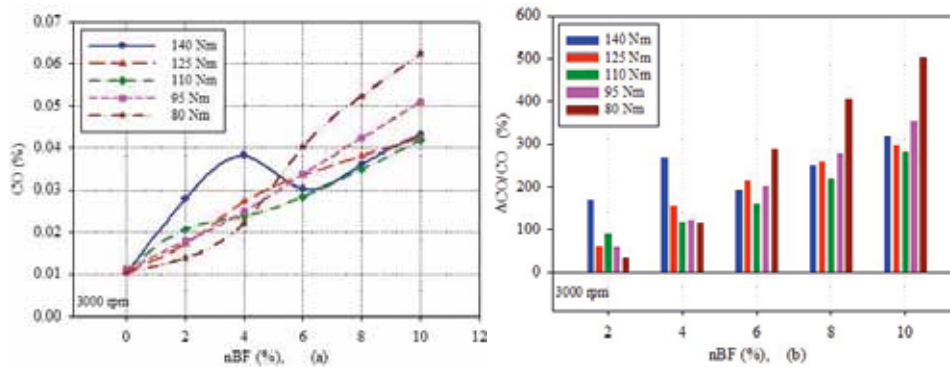 0.07
0.06
0.05
0.04
0.03
0.02
0.01
0.00
CO (%)
140 Nm
125 Nm
110 Nm
95 Nm
80 Nm
3000 rpm
0 2 4 6 8 10 12
nBF (%), (a)
600
500
400
300
200
100
0
ΔCO/CO (%)
140 Nm
125 Nm
110 Nm
95 Nm
80 Nm
3000 rpm
2 4 6 8 10
nBF (%), (b)